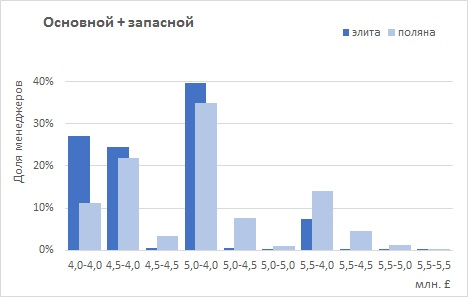 Основной + запасной
элита поляна
Доля менеджеров
40%
30%
20%
10%
0%
4,0-4,0 4,5-4,0 4,5-4,5 5,0-4,0 5,0-4,5 5,0-5,0 5,5-4,0 5,5-4,5 5,5-5,0 5,5-5,5
млн. £